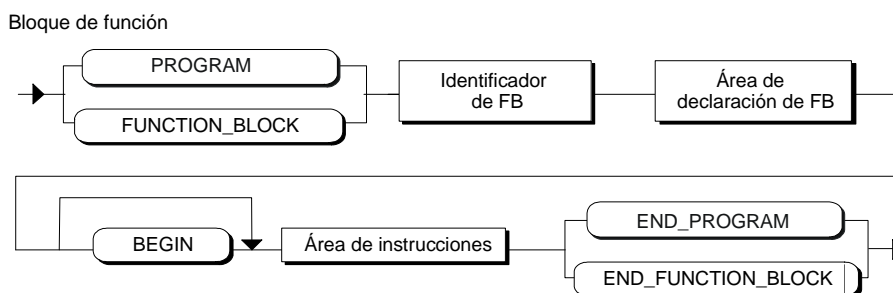 Bloque de función
PROGRAM
FUNCTION_BLOCK
Identificador
de FB
Área de
declaración de FB
BEGIN
Área de instrucciones
END_PROGRAM
END_FUNCTION_BLOCK